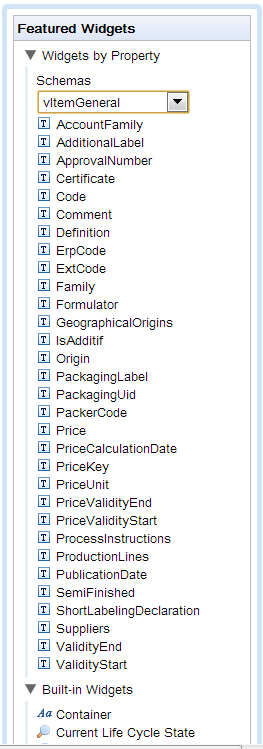 Featured Widgets
Widgets by Property
Schemas
vItemGeneral
AccountFamily
AdditionalLabel
ApprovalNumber
Certificate
Code
Comment
Definition
ErpCode
ExtCode
Family
Formulator
GeographicalOrigins
IsAdditif
Origin
PackagingLabel
PackagingUid
PackerCode
Price
PriceCalculationDate
PriceKey
PriceUnit
PriceValidityEnd
PriceValidityStart
ProcessInstructions
ProductionLines
PublicationDate
SemiFinished
ShortLabelingDeclaration
Suppliers
ValidityEnd
ValidityStart
Built-in Widgets
Aa Container
Current Life Cycle State